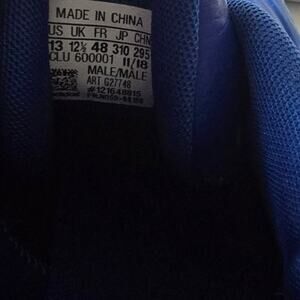 MADE IN CHINA
US UK FR JP CHN
13 12½ 48 310 295
CLU 600001 11/18
MALE/MALE
ART G27748
#121648815